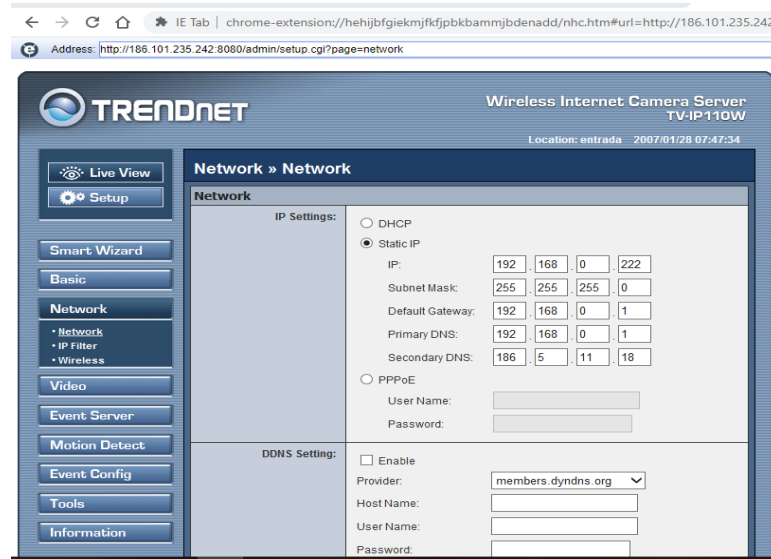 IE Tab | chrome-extension://hehijbfgiekmjfkfjpbkbammjbdenadd/nhc.htm#url=http://186.101.235.242
Address: http://186.101.235.242:8080/admin/setup.cgi?page=network
TRENDNET
Wireless Internet Camera Server
TV-IP110W
Location: entrada 2007/01/28 07:47:34
Live View
Setup
Smart Wizard
Basic
Network
• Network
• IP Filter
• Wireless
Video
Event Server
Motion Detect
Event Config
Tools
Information
Network » Network
Network
IP Settings:
DHCP
Static IP
IP: 192 . 168 . 0 . 222
Subnet Mask: 255 . 255 . 255 . 0
Default Gateway: 192 . 168 . 0 . 1
Primary DNS: 192 . 168 . 0 . 1
Secondary DNS: 186 . 5 . 11 . 18
PPPoE
User Name:
Password:
DDNS Setting:
Enable
Provider: members.dyndns.org
Host Name:
User Name:
Password: